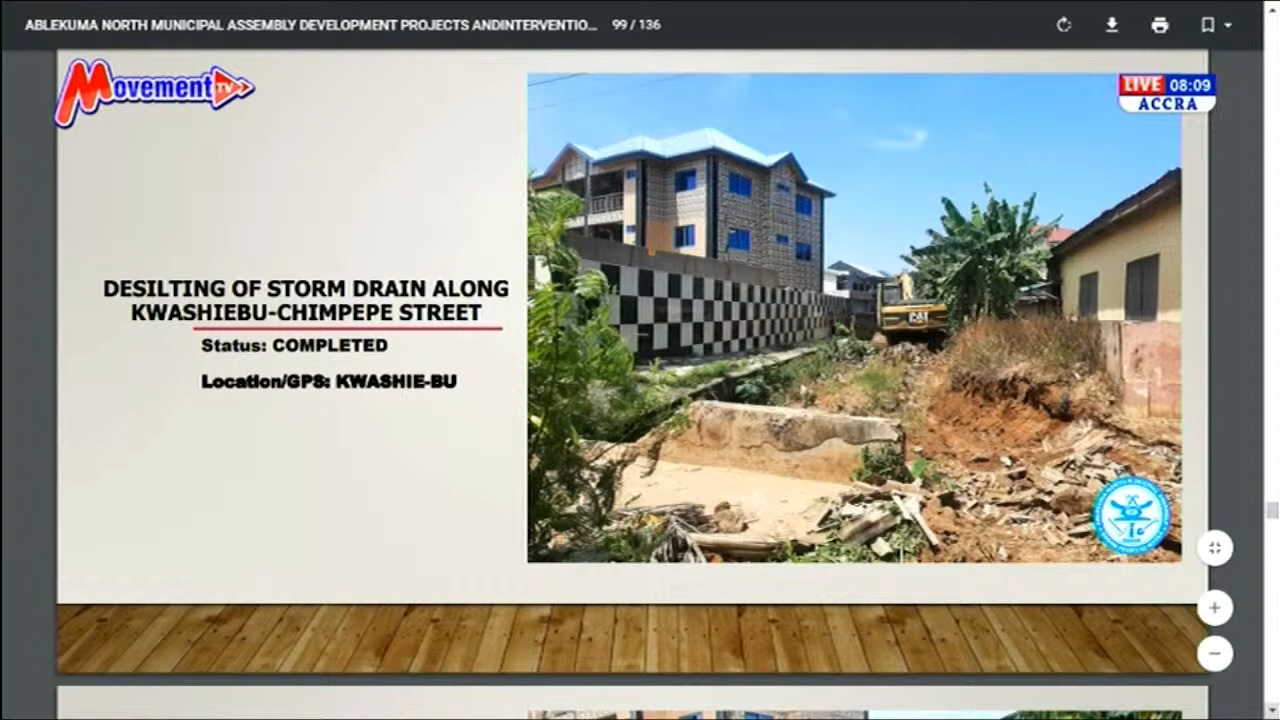 ABLEKUMA NORTH MUNICIPAL ASSEMBLY DEVELOPMENT PROJECTS ANDINTERVENTIO... 99 / 136
Movement TV
LIVE 08:09
ACCRA
DESILTING OF STORM DRAIN ALONG
KWASHIEBU-CHIMPEPE STREET
Status: COMPLETED
Location/GPS: KWASHIE-BU
CAT